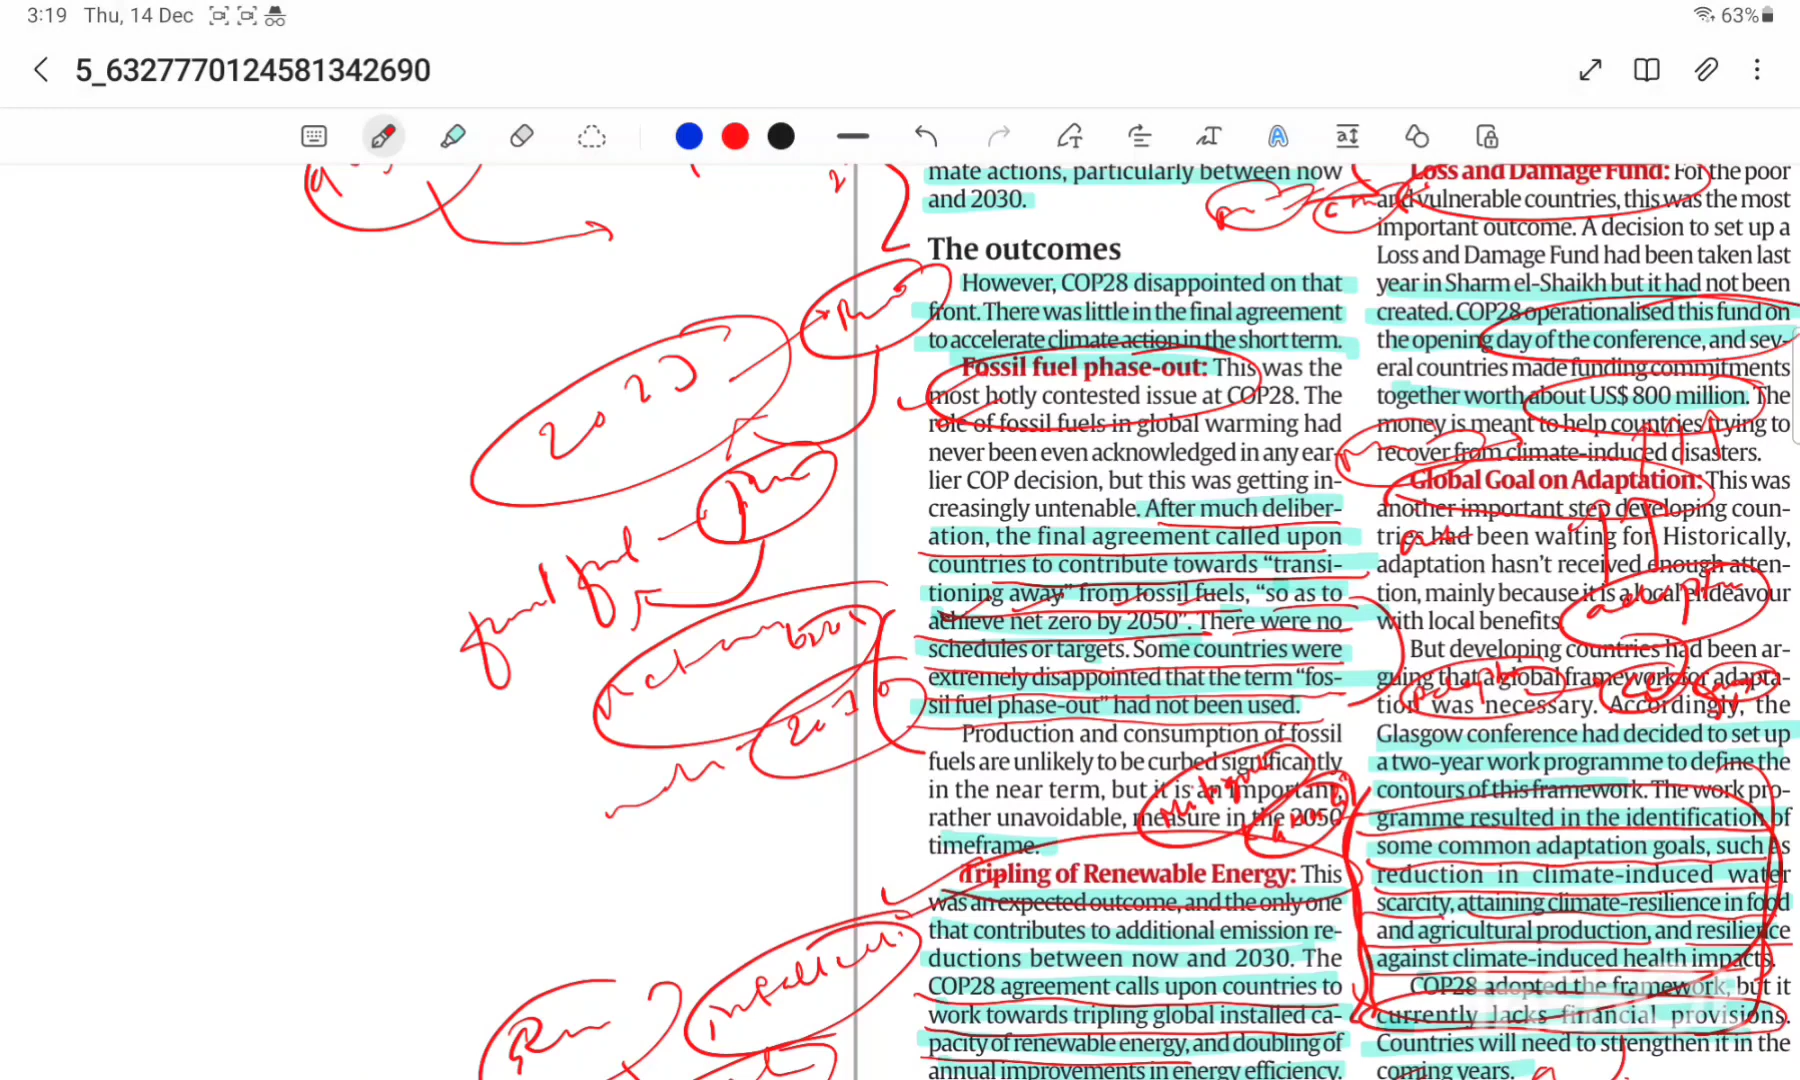 3:19 Thu, 14 Dec
63%
5_6327770124581342690
mate actions, particularly between now
and 2030.
The outcomes
However, COP28 disappointed on that
front. There was little in the final agreement
to accelerate climate action in the short term.
Fossil fuel phase-out: This was the
most hotly contested issue at COP28. The
role of fossil fuels in global warming had
never been even acknowledged in any ear-
lier COP decision, but this was getting in-
creasingly untenable. After much deliber-
ation, the final agreement called upon
countries to contribute towards “transi-
tioning away” from fossil fuels, “so as to
achieve net zero by 2050”. There were no
schedules or targets. Some countries were
extremely disappointed that the term “fos-
sil fuel phase-out” had not been used.
Production and consumption of fossil
fuels are unlikely to be curbed significantly
in the near term, but it is an important,
rather unavoidable, measure in the 2050
timeframe.
Tripling of Renewable Energy: This
was an expected outcome, and the only one
that contributes to additional emission re-
ductions between now and 2030. The
COP28 agreement calls upon countries to
work towards tripling global installed ca-
pacity of renewable energy, and doubling of
annual improvements in energy efficiency.
Loss and Damage Fund: For the poor
and vulnerable countries, this was the most
important outcome. A decision to set up a
Loss and Damage Fund had been taken last
year in Sharm el-Shaikh but it had not been
created. COP28 operationalised this fund on
the opening day of the conference, and sev-
eral countries made funding commitments
together worth about US$ 800 million. The
money is meant to help countries trying to
recover from climate-induced disasters.
Global Goal on Adaptation: This was
another important step developing coun-
tries had been waiting for. Historically,
adaptation hasn't received enough atten-
tion, mainly because it is a local endeavour
with local benefits.
But developing countries had been ar-
guing that a global framework for adapta-
tion was necessary. Accordingly, the
Glasgow conference had decided to set up
a two-year work programme to define the
contours of this framework. The work pro-
gramme resulted in the identification of
some common adaptation goals, such as
reduction in climate-induced water
scarcity, attaining climate-resilience in food
and agricultural production, and resilience
against climate-induced health impacts.
COP28 adopted the framework, but it
currently lacks financial provisions.
Countries will need to strengthen it in the
coming years.
2023